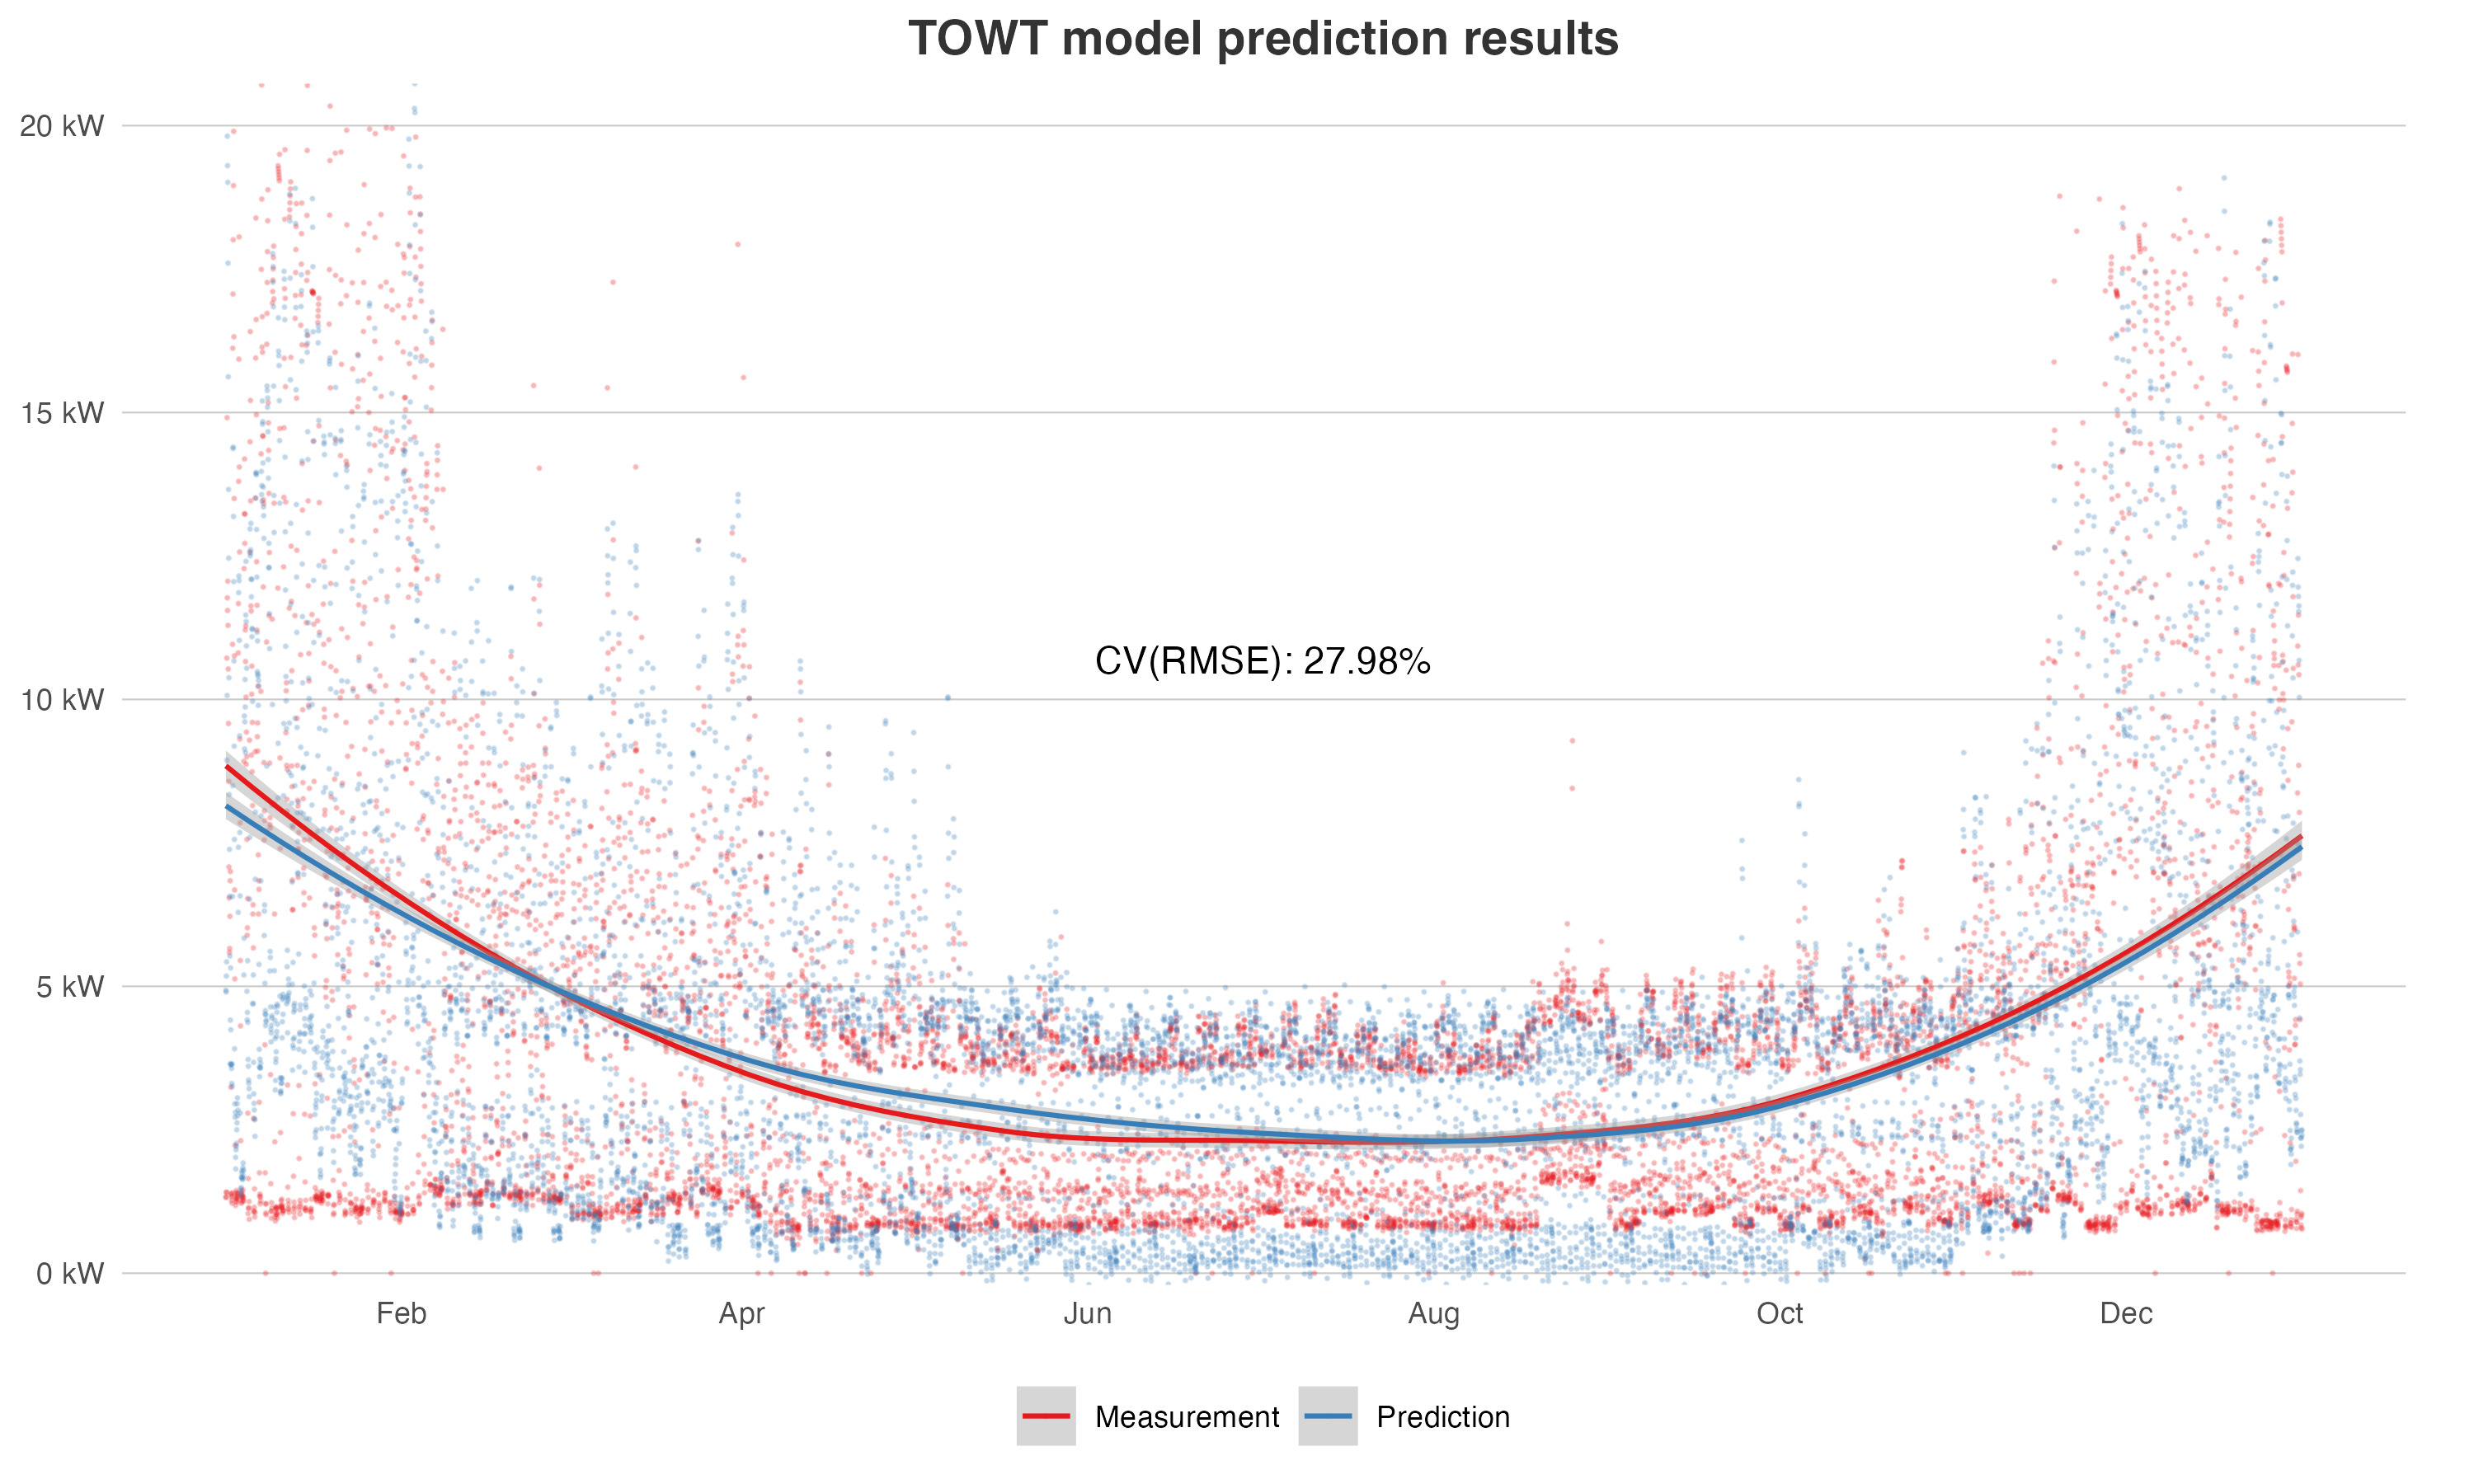 TOWT model prediction results
20 kW
15 kW
CV(RMSE): 27.98%
10 kW
5 kW
0 kW
Feb Apr Jun Aug Oct Dec
Measurement Prediction